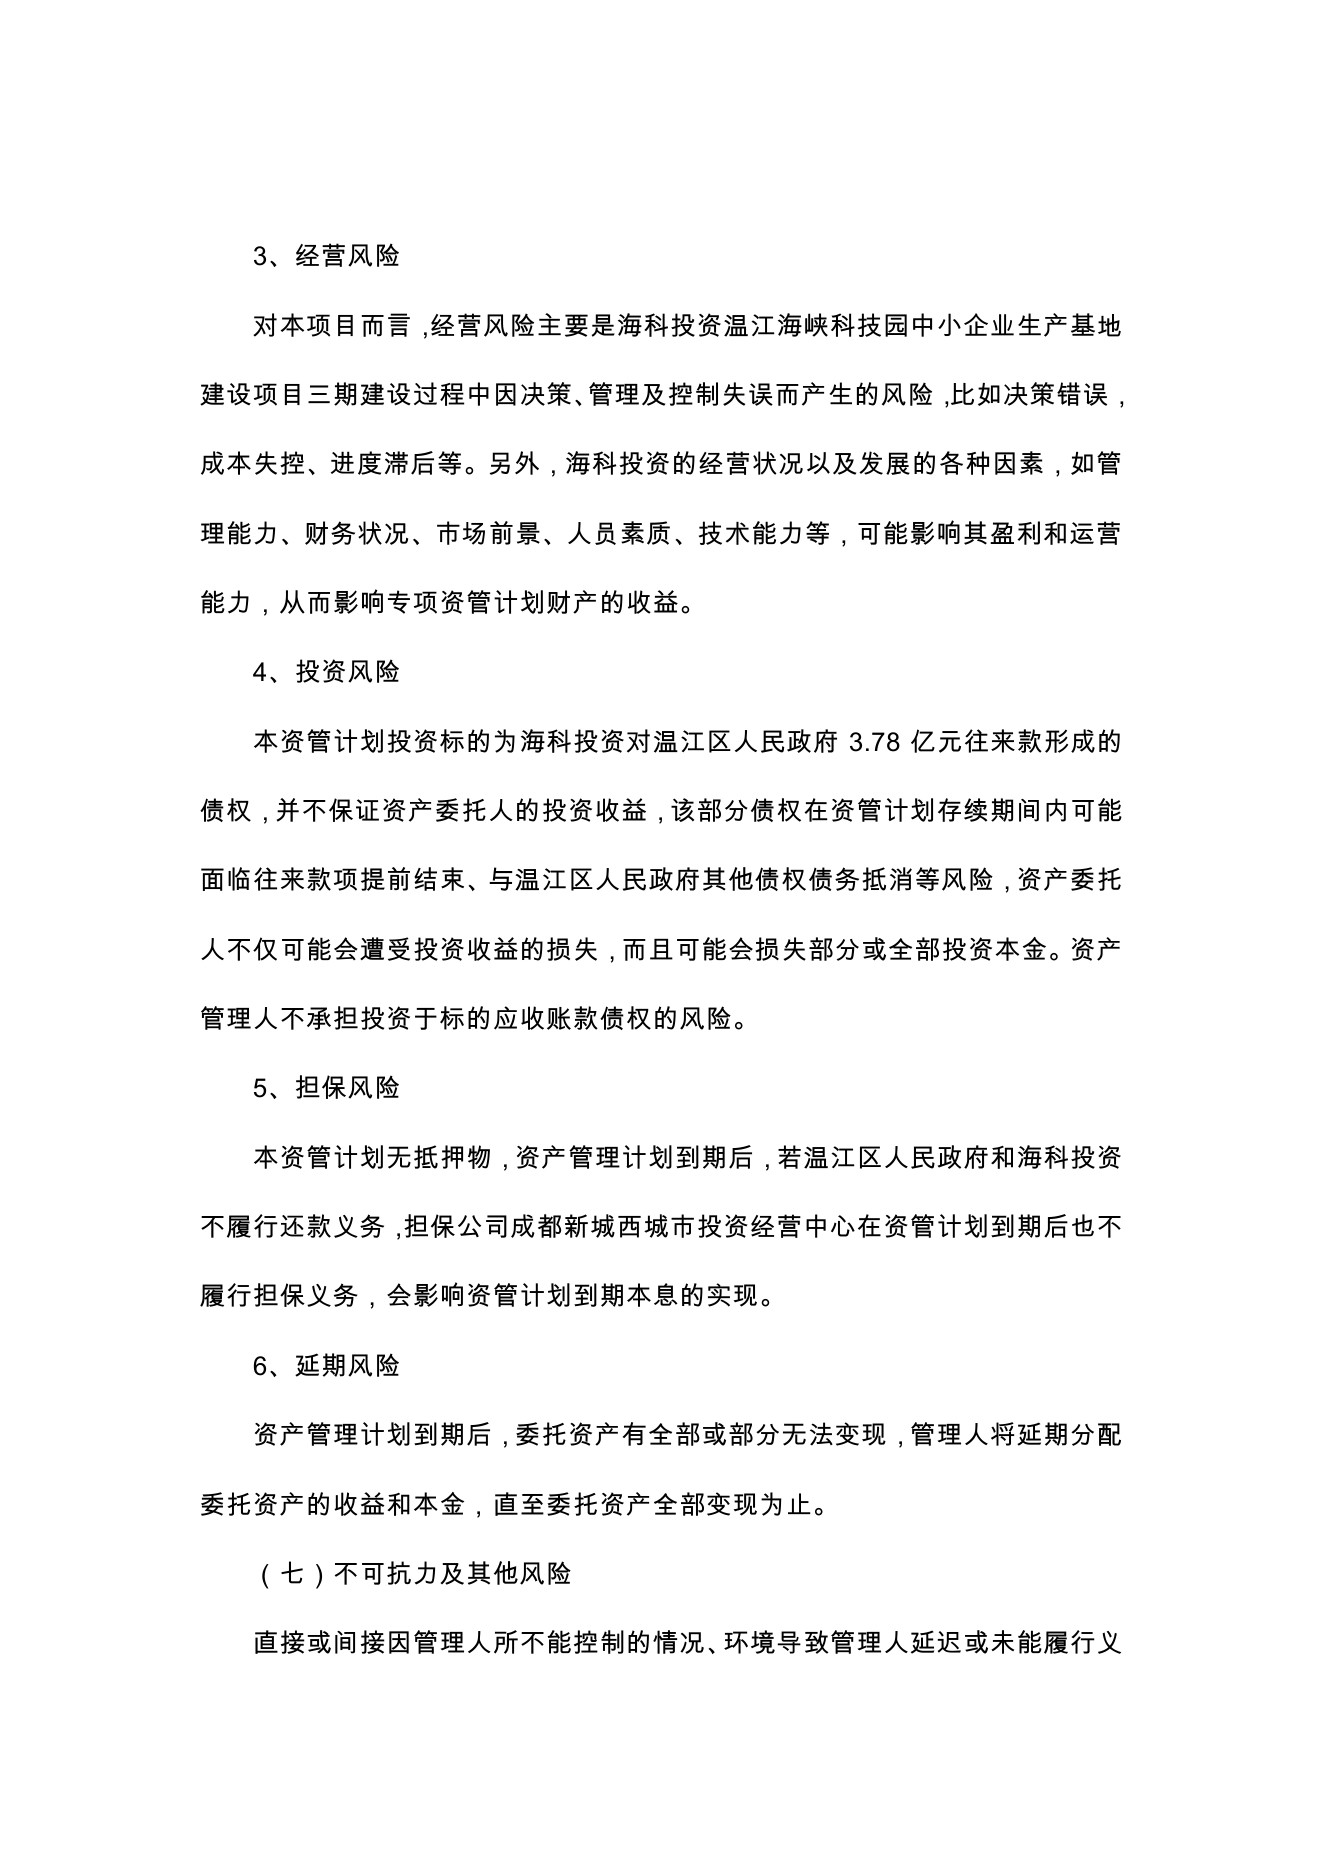 3、经营风险
对本项目而言,经营风险主要是海科投资温江海峡科技园中小企业生产基地
建设项目三期建设过程中因决策、管理及控制失误而产生的风险,比如决策错误,
成本失控、进度滞后等。另外,海科投资的经营状况以及发展的各种因素,如管
理能力、财务状况、市场前景、人员素质、技术能力等,可能影响其盈利和运营
能力,从而影响专项资管计划财产的收益。
4、投资风险
本资管计划投资标的为海科投资对温江区人民政府 3.78 亿元往来款形成的
债权,并不保证资产委托人的投资收益,该部分债权在资管计划存续期间内可能
面临往来款项提前结束、与温江区人民政府其他债权债务抵消等风险,资产委托
人不仅可能会遭受投资收益的损失,而且可能会损失部分或全部投资本金。资产
管理人不承担投资于标的应收账款债权的风险。
5、担保风险
本资管计划无抵押物,资产管理计划到期后,若温江区人民政府和海科投资
不履行还款义务,担保公司成都新城西城市投资经营中心在资管计划到期后也不
履行担保义务,会影响资管计划到期本息的实现。
6、延期风险
资产管理计划到期后,委托资产有全部或部分无法变现,管理人将延期分配
委托资产的收益和本金,直至委托资产全部变现为止。
(七)不可抗力及其他风险
直接或间接因管理人所不能控制的情况、环境导致管理人延迟或未能履行义